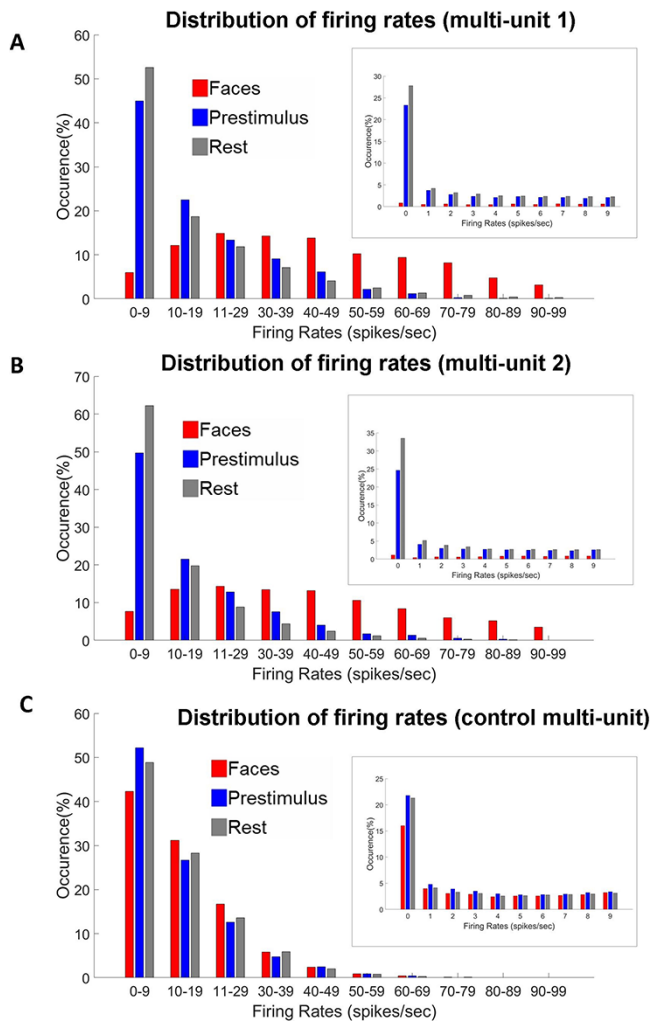 Distribution of firing rates (multi-unit 1)
A
60
50
40
30
20
10
0
Occurence(%)
Faces
Prestimulus
Rest
30
25
20
15
10
5
0
Occurence(%)
0 1 2 3 4 5 6 7 8 9
Firing Rates (spikes/sec)
0-9 10-19 11-29 30-39 40-49 50-59 60-69 70-79 80-89 90-99
Firing Rates (spikes/sec)
Distribution of firing rates (multi-unit 2)
B
70
60
50
40
30
20
10
0
Occurence(%)
Faces
Prestimulus
Rest
35
30
25
20
15
10
5
0
Occurence(%)
0 1 2 3 4 5 6 7 8 9
Firing Rates (spikes/sec)
0-9 10-19 11-29 30-39 40-49 50-59 60-69 70-79 80-89 90-99
Firing Rates (spikes/sec)
C
Distribution of firing rates (control multi-unit)
60
50
40
30
20
10
0
Occurence(%)
Faces
Prestimulus
Rest
25
20
15
10
5
0
Occurence(%)
0 1 2 3 4 5 6 7 8 9
Firing Rates (spikes/sec)
0-9 10-19 11-29 30-39 40-49 50-59 60-69 70-79 80-89 90-99
Firing Rates (spikes/sec)